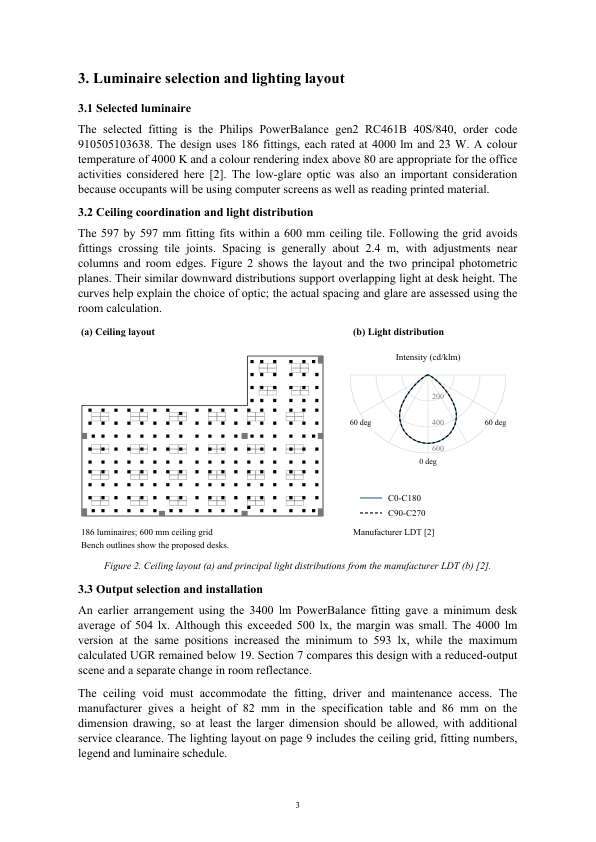 3. Luminaire selection and lighting layout
3.1 Selected luminaire
The selected fitting is the Philips PowerBalance gen2 RC461B 40S/840, order code
910505103638. The design uses 186 fittings, each rated at 4000 lm and 23 W. A colour
temperature of 4000 K and a colour rendering index above 80 are appropriate for the office
activities considered here [2]. The low-glare optic was also an important consideration
because occupants will be using computer screens as well as reading printed material.
3.2 Ceiling coordination and light distribution
The 597 by 597 mm fitting fits within a 600 mm ceiling tile. Following the grid avoids
fittings crossing tile joints. Spacing is generally about 2.4 m, with adjustments near
columns and room edges. Figure 2 shows the layout and the two principal photometric
planes. Their similar downward distributions support overlapping light at desk height. The
curves help explain the choice of optic; the actual spacing and glare are assessed using the
room calculation.
(a) Ceiling layout
186 luminaires; 600 mm ceiling grid
Bench outlines show the proposed desks.
(b) Light distribution
Intensity (cd/klm)
200
400
600
60 deg
60 deg
0 deg
C0-C180
C90-C270
Manufacturer LDT [2]
Figure 2. Ceiling layout (a) and principal light distributions from the manufacturer LDT (b) [2].
3.3 Output selection and installation
An earlier arrangement using the 3400 lm PowerBalance fitting gave a minimum desk
average of 504 lx. Although this exceeded 500 lx, the margin was small. The 4000 lm
version at the same positions increased the minimum to 593 lx, while the maximum
calculated UGR remained below 19. Section 7 compares this design with a reduced-output
scene and a separate change in room reflectance.
The ceiling void must accommodate the fitting, driver and maintenance access. The
manufacturer gives a height of 82 mm in the specification table and 86 mm on the
dimension drawing, so at least the larger dimension should be allowed, with additional
service clearance. The lighting layout on page 9 includes the ceiling grid, fitting numbers,
legend and luminaire schedule.
3